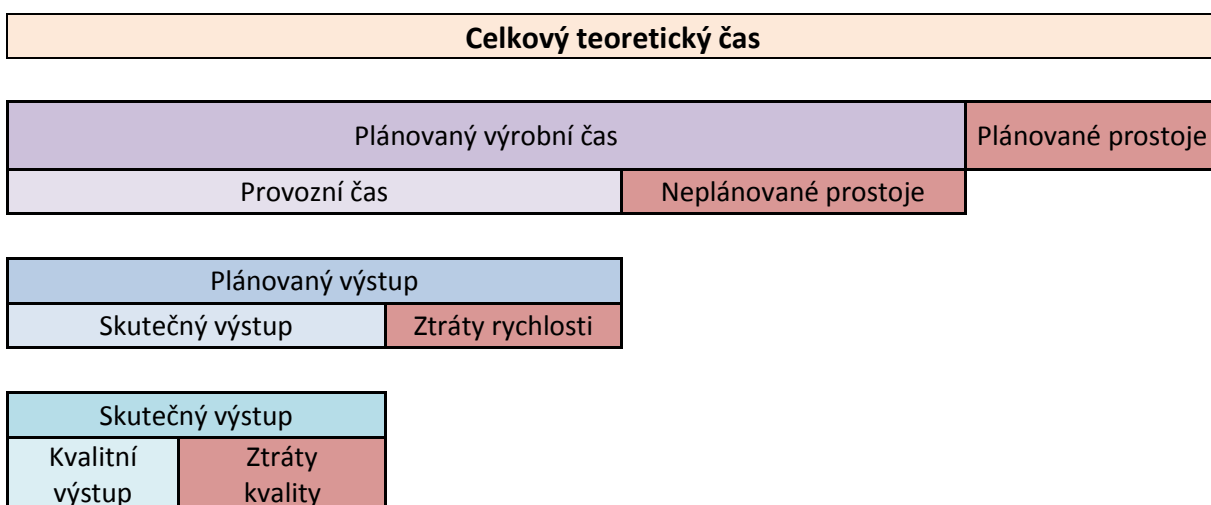 Celkový teoretický čas
Plánovaný výrobní čas
Plánované prostoje
Provozní čas
Neplánované prostoje
Plánovaný výstup
Skutečný výstup
Ztráty rychlosti
Skutečný výstup
Kvalitní
výstup
Ztráty
kvality